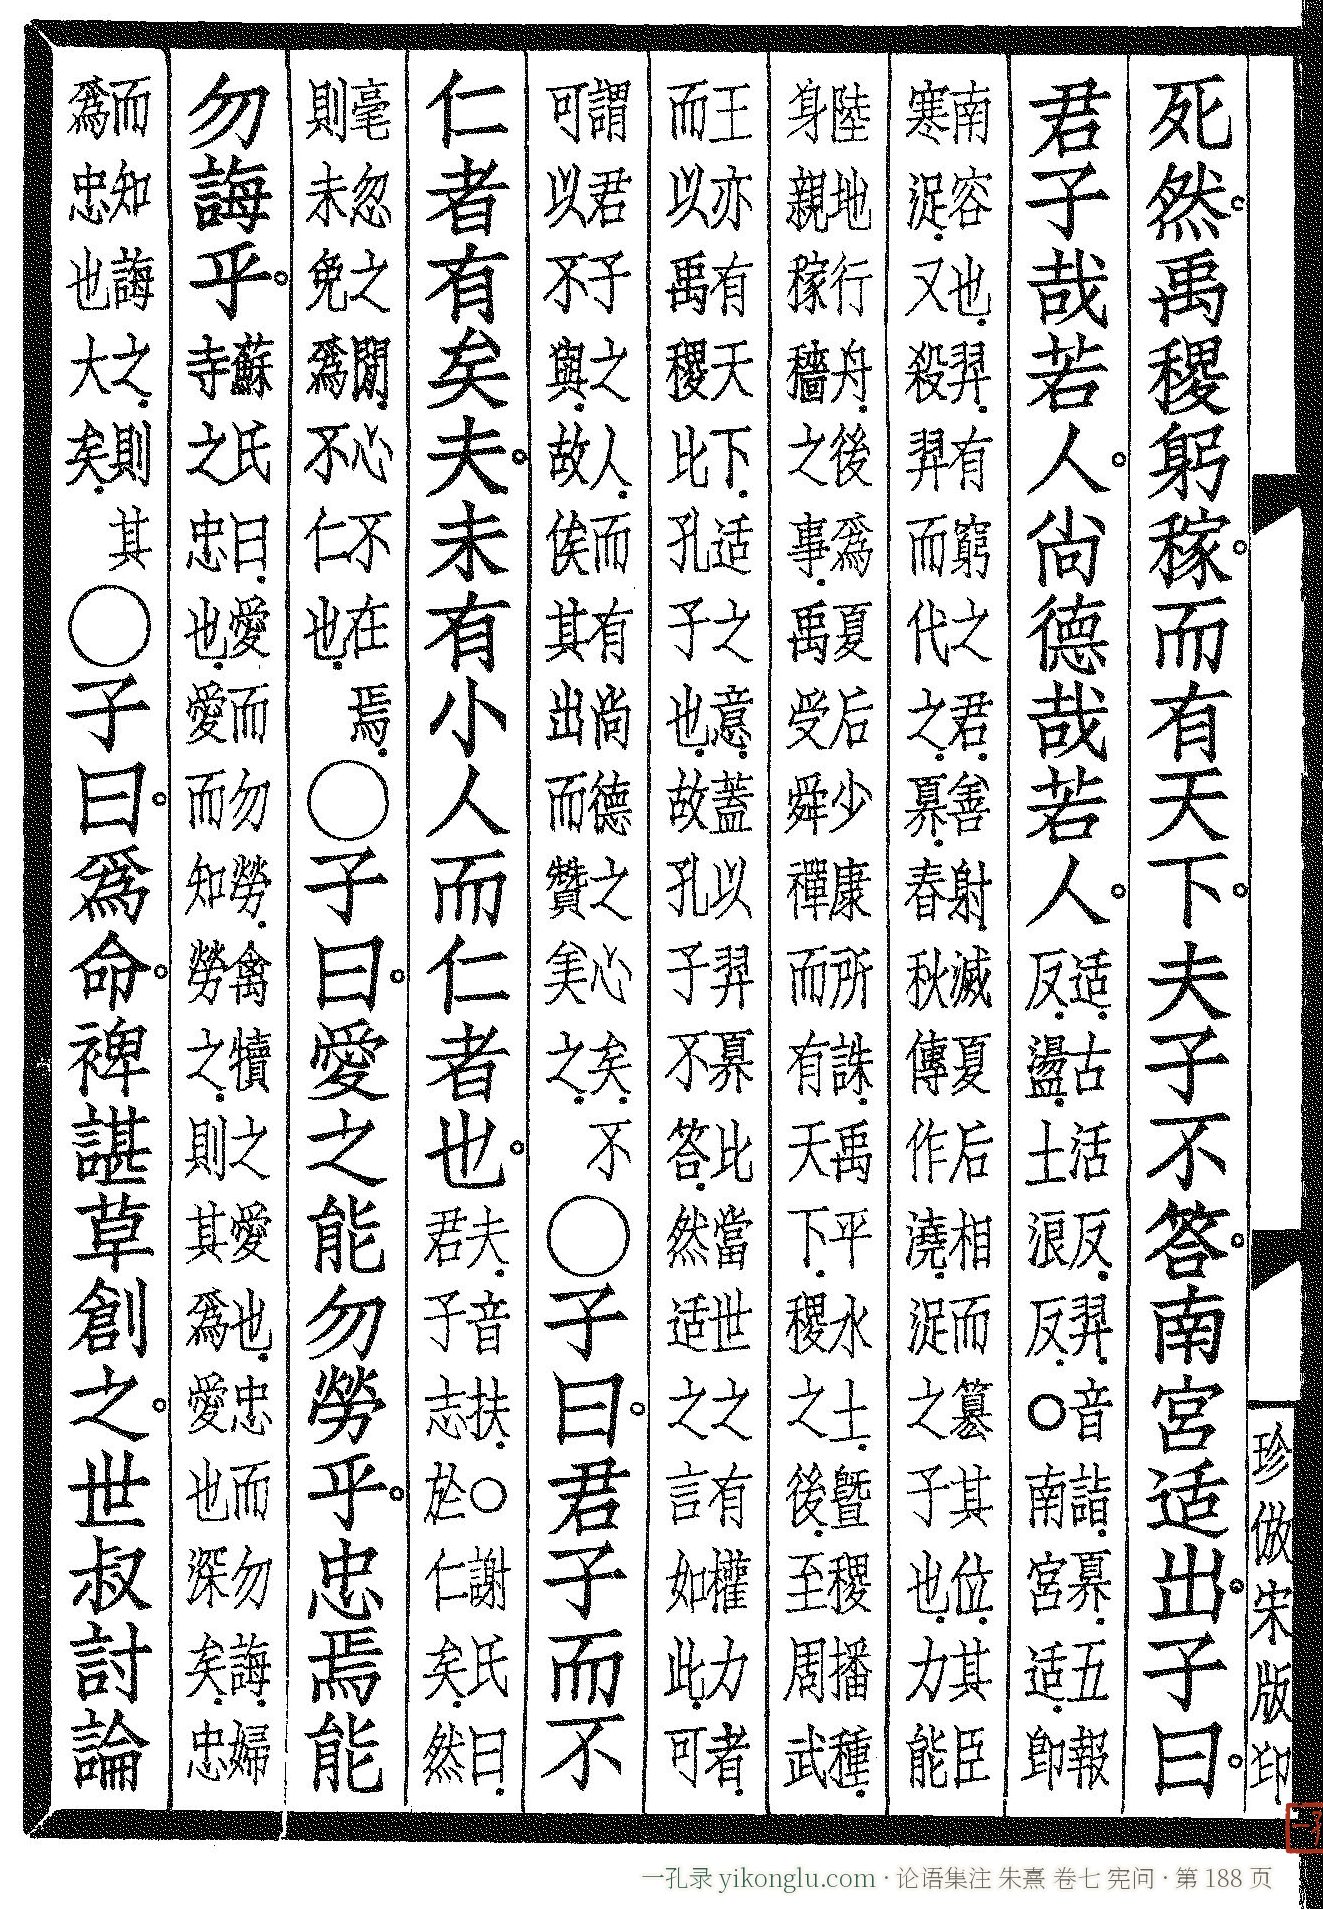 珍倣宋版印
死然。禹稷躬稼。而有天下。夫子不答。南宮适出。子曰。
君子哉若人。尙德哉若人。
适。古活反。羿。音詣。奡。五報
反。盪。土浪反。○南宮适。卽
南容也。羿。有窮之君。善射。滅夏后相而篡其位。其臣
寒浞。又殺羿而代之。奡。春秋傳作澆。浞之子也。力能
陸地行舟。後爲夏后少康所誅。禹平水土。曁稷播種。
身親稼穡之事。禹受舜禪而有天下。稷之後。至周武
王亦有天下。适之意。蓋以羿奡比當世之有權力者。
而以禹稷比孔子也。故孔子不答。然适之言如此。可
謂君子之人。而有尙德之心矣。不
可以不與。故俟其出而贊美之。
○子曰。君子而不
仁者有矣夫。未有小人而仁者也。
夫。音扶。○謝氏曰。
君子志於仁矣。然
毫忽之閒。心不在焉。
則未免爲不仁也。
○子曰。愛之能勿勞乎。忠焉能
勿誨乎。
蘇氏曰。愛而勿勞。禽犢之愛也。忠而勿誨。婦
寺之忠也。愛而知勞之。則其爲愛也深矣。忠
而知誨之。則其
爲忠也大矣。
○子曰。爲命。裨諶草創之。世叔討論
一孔录 yikonglu.com · 论语集注 朱熹 卷七 宪问 · 第 188 页